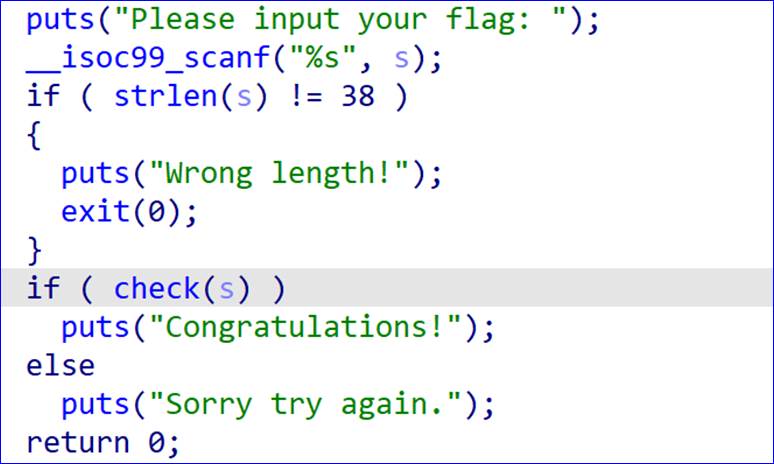 puts("Please input your flag: ");
__isoc99_scanf("%s", s);
if ( strlen(s) != 38 )
{
  puts("Wrong length!");
  exit(0);
}
if ( check(s) )
  puts("Congratulations!");
else
  puts("Sorry try again.");
return 0;